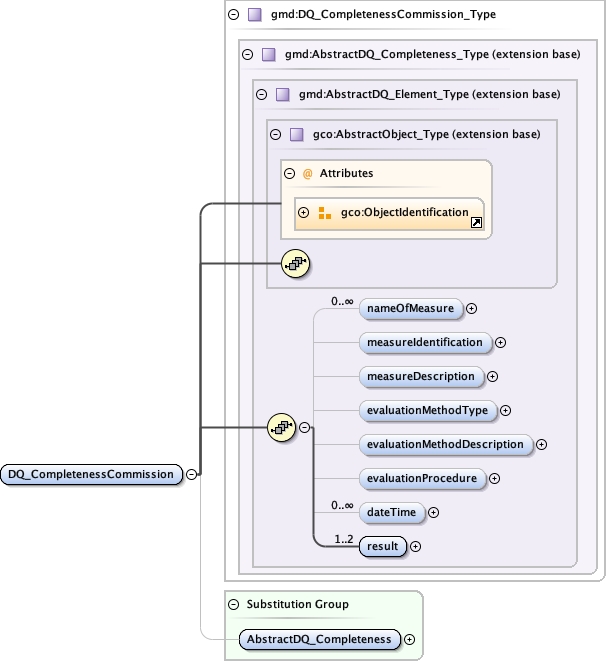 gmd:DQ_CompletenessCommission_Type
gmd:AbstractDQ_Completeness_Type (extension base)
gmd:AbstractDQ_Element_Type (extension base)
gco:AbstractObject_Type (extension base)
@ Attributes
gco:ObjectIdentification
0..∞
nameOfMeasure
measureIdentification
measureDescription
evaluationMethodType
evaluationMethodDescription
DQ_CompletenessCommission
evaluationProcedure
0..∞
dateTime
1..2
result
Substitution Group
AbstractDQ_Completeness